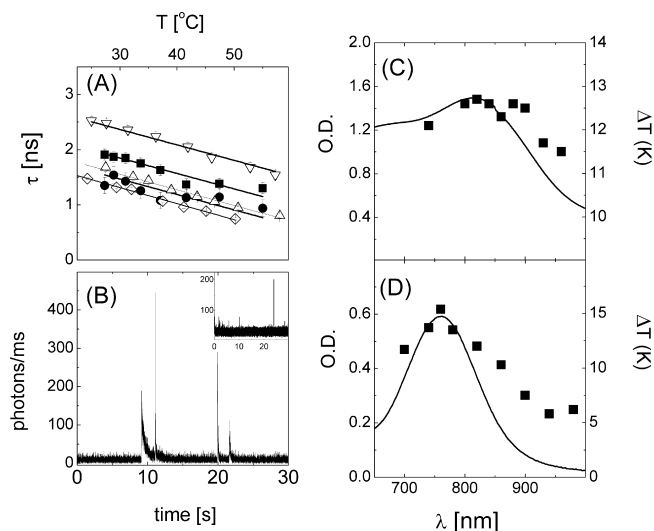 T [°C]
30 40 50
(A)
3
2
1
0
τ [ns]
(B)
400
300
200
100
0
photons/ms
200
100
0 10 20
0 10 20 30
time [s]
(C)
2.0
1.6
1.2
0.8
0.4
O.D.
14
13
12
11
10
ΔT (K)
(D)
0.6
0.4
0.2
0.0
O.D.
15
10
5
0
ΔT (K)
700 800 900
λ [nm]